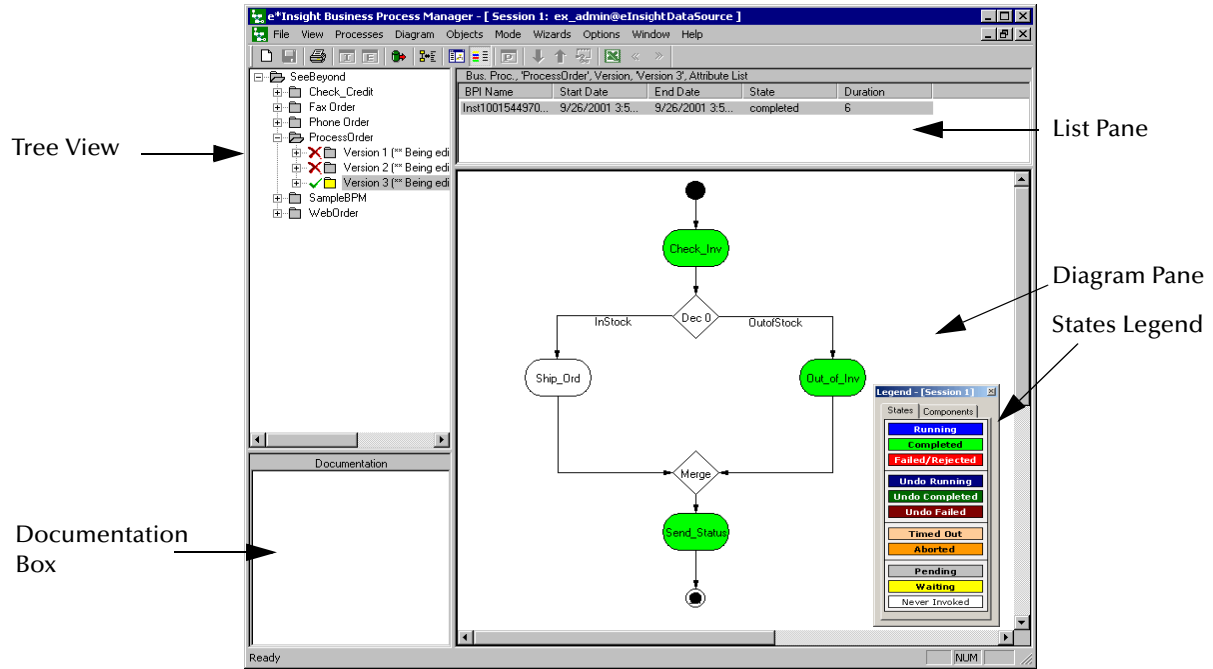 e*Insight Business Process Manager - [ Session 1: ex_admin@eInsightDataSource ]
File View Processes Diagram Objects Mode Wizards Options Window Help
SeeBeyond
Check_Credit
Fax Order
Phone Order
ProcessOrder
Version 1 (** Being edi
Version 2 (** Being edi
Version 3 (** Being edi
SampleBPM
WebOrder
Bus. Proc., 'ProcessOrder', Version, 'Version 3', Attribute List
BPI Name Start Date End Date State Duration
Inst1001544970... 9/26/2001 3:5... 9/26/2001 3:5... completed 6
Tree View
List Pane
Check_Inv
Dec 0
InStock
OutofStock
Ship_Ord
Out_of_Inv
Merge
Send_Status
Diagram Pane
States Legend
Legend - [Session 1]
States Components
Running
Completed
Failed/Rejected
Undo Running
Undo Completed
Undo Failed
Timed Out
Aborted
Pending
Waiting
Never Invoked
Documentation
Documentation
Box
Ready
NUM